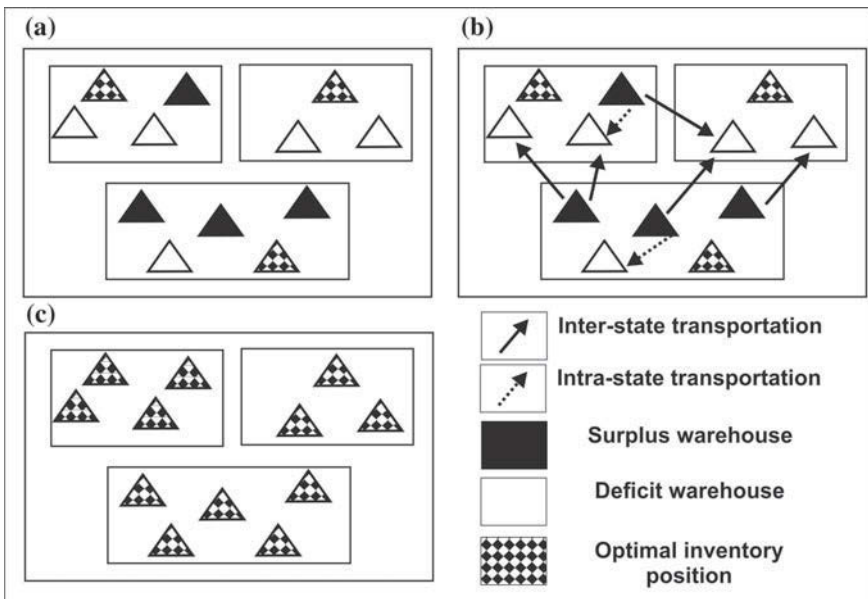 (a)
(b)
(c)
Inter-state transportation
Intra-state transportation
Surplus warehouse
Deficit warehouse
Optimal inventory
position